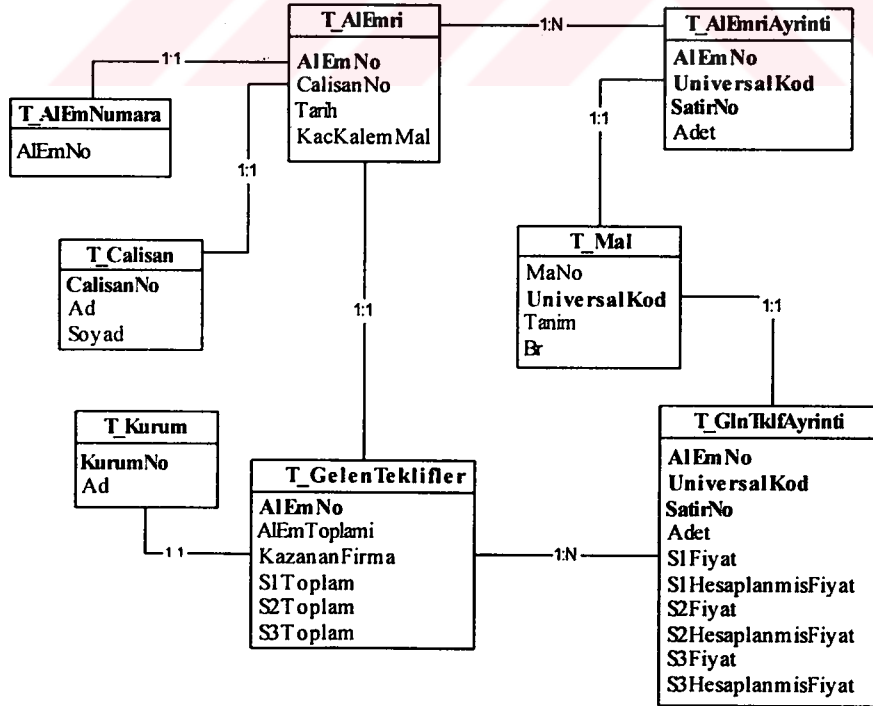 T_AlEmri
AlEmNo
CalisanNo
Tarih
KacKalemMal
1:N
T_AlEmriAyrinti
AlEmNo
UniversalKod
SatirNo
Adet
1:1
T_AlEmNumara
AlEmNo
1:1
1:1
T_Calisan
CalisanNo
Ad
Soyad
T_Mal
MaNo
UniversalKod
Tanim
Br
1:1
1:1
T_Kurum
KurumNo
Ad
T_GelenTeklifler
AlEmNo
AlEmToplami
KazananFirma
S1Toplam
S2Toplam
S3Toplam
1 1
1:N
T_GlnTklfAyrinti
AlEmNo
UniversalKod
SatirNo
Adet
S1Fiyat
S1HesaplanmisFiyat
S2Fiyat
S2HesaplanmisFiyat
S3Fiyat
S3HesaplanmisFiyat